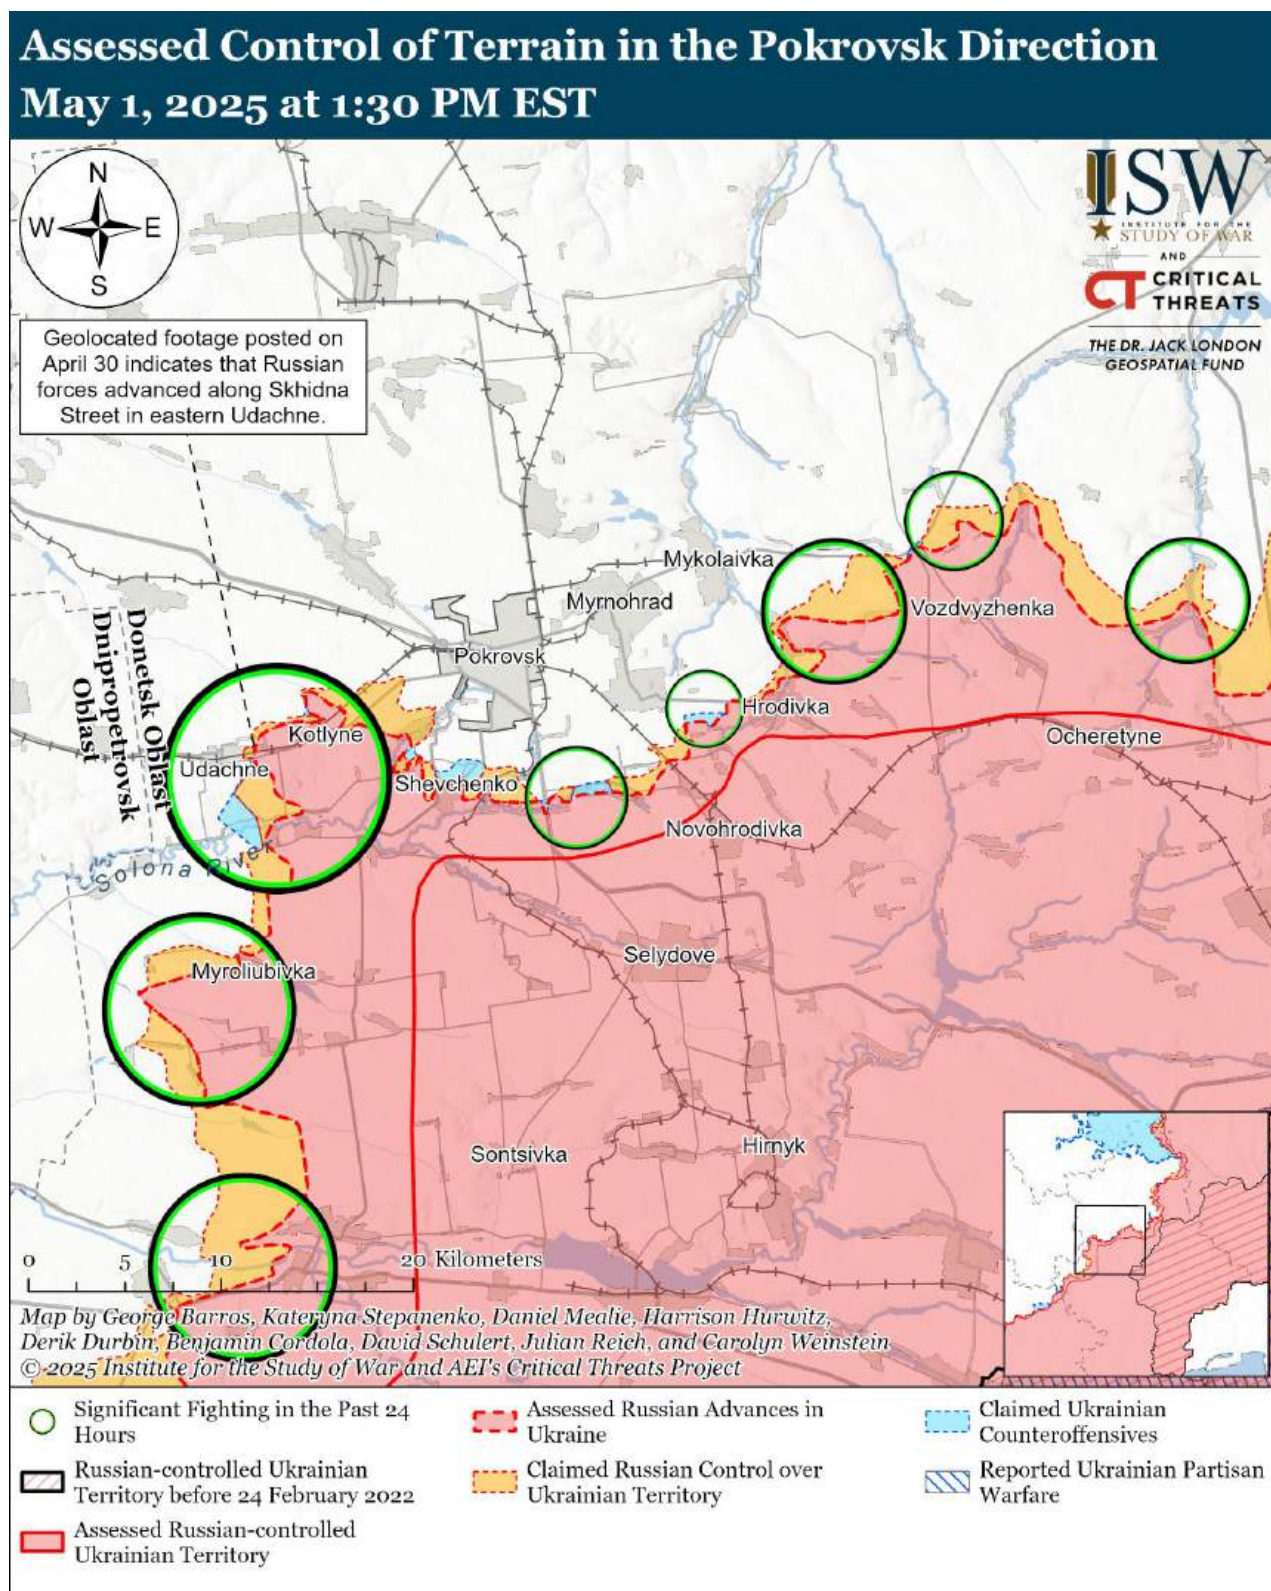 Assessed Control of Terrain in the Pokrovsk Direction
May 1, 2025 at 1:30 PM EST
N
W
E
S
ISW
INSTITUTE FOR THE
STUDY OF WAR
AND
CT CRITICAL
THREATS
THE DR. JACK LONDON
GEOSPATIAL FUND
Geolocated footage posted on
April 30 indicates that Russian
forces advanced along Skhidna
Street in eastern Udachne.
Mykolaivka
Myrnohrad
Vozdvyzhenka
Pokrovsk
Donetsk Oblast
Dnipropetrovsk
Oblast
Hrodivka
Kotlyne
Ocheretyne
Udachne
Shevchenko
Novohrodivka
Solona River
Selydove
Myroliubivka
Sontsivka
Hirnyk
0
5
10
20 Kilometers
Map by George Barros, Kateryna Stepanenko, Daniel Mealie, Harrison Hurwitz,
Derik Durbin, Benjamin Cordola, David Schulert, Julian Reich, and Carolyn Weinstein
© 2025 Institute for the Study of War and AEI's Critical Threats Project
Significant Fighting in the Past 24
Hours
Russian-controlled Ukrainian
Territory before 24 February 2022
Assessed Russian-controlled
Ukrainian Territory
Assessed Russian Advances in
Ukraine
Claimed Russian Control over
Ukrainian Territory
Claimed Ukrainian
Counteroffensives
Reported Ukrainian Partisan
Warfare